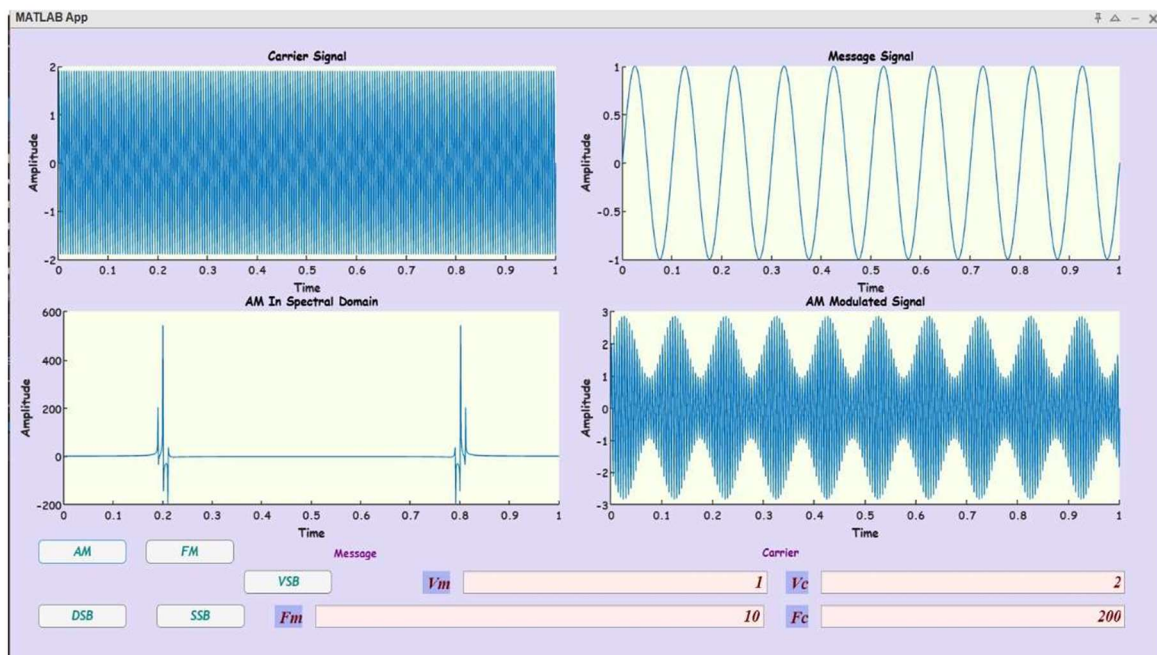 MATLAB App
Carrier Signal
Amplitude
2
1
0
-1
-2
0 0.1 0.2 0.3 0.4 0.5 0.6 0.7 0.8 0.9 1
Time
Message Signal
Amplitude
1
0.5
0
-0.5
-1
0 0.1 0.2 0.3 0.4 0.5 0.6 0.7 0.8 0.9 1
Time
AM In Spectral Domain
Amplitude
600
400
200
0
-200
0 0.1 0.2 0.3 0.4 0.5 0.6 0.7 0.8 0.9 1
Time
AM Modulated Signal
Amplitude
3
2
1
0
-1
-2
-3
0 0.1 0.2 0.3 0.4 0.5 0.6 0.7 0.8 0.9 1
Time
AM FM Message Carrier
VSB Vm 1 Vc 2
DSB SSB Fm 10 Fc 200